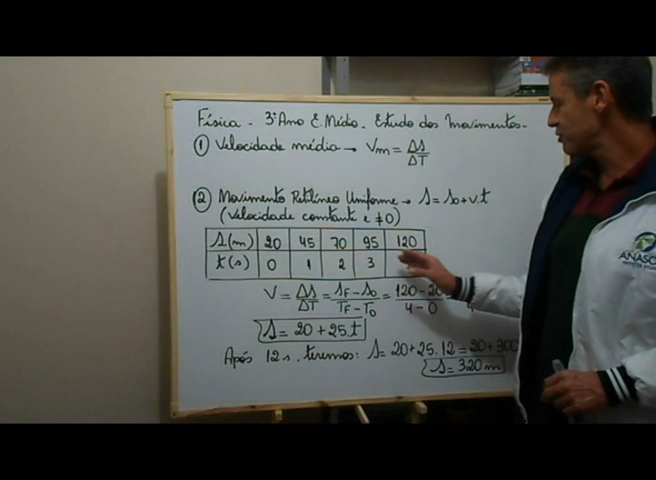 Física - 3º Ano E. Médio - Estudo dos Movimentos -
① Velocidade média → Vm = ΔS/ΔT
② Movimento Retilíneo Uniforme → S = So + v.t
(Velocidade constante e ≠ 0)
S(m) 20 45 70 95 120
t(s) 0 1 2 3
V = ΔS/ΔT = SF - So/TF - To = 120 - 20/4 - 0 =
S = 20 + 25.t
Após 12 s. teremos: S = 20 + 25.12 = 20 + 300
S = 320 m